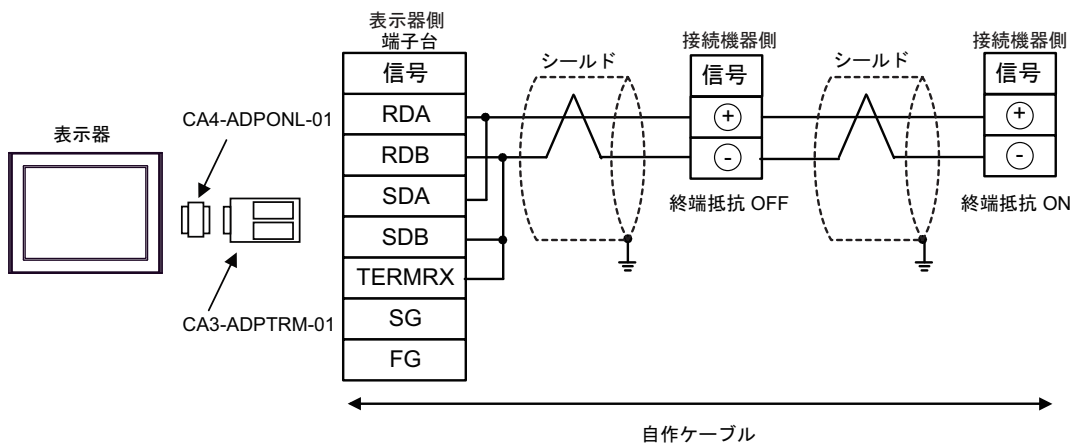 表示器
CA4-ADPONL-01
CA3-ADPTRM-01
表示器側
端子台
信号
RDA
RDB
SDA
SDB
TERMRX
SG
FG
シールド
接続機器側
信号
+
-
終端抵抗 OFF
シールド
接続機器側
信号
+
-
終端抵抗 ON
自作ケーブル